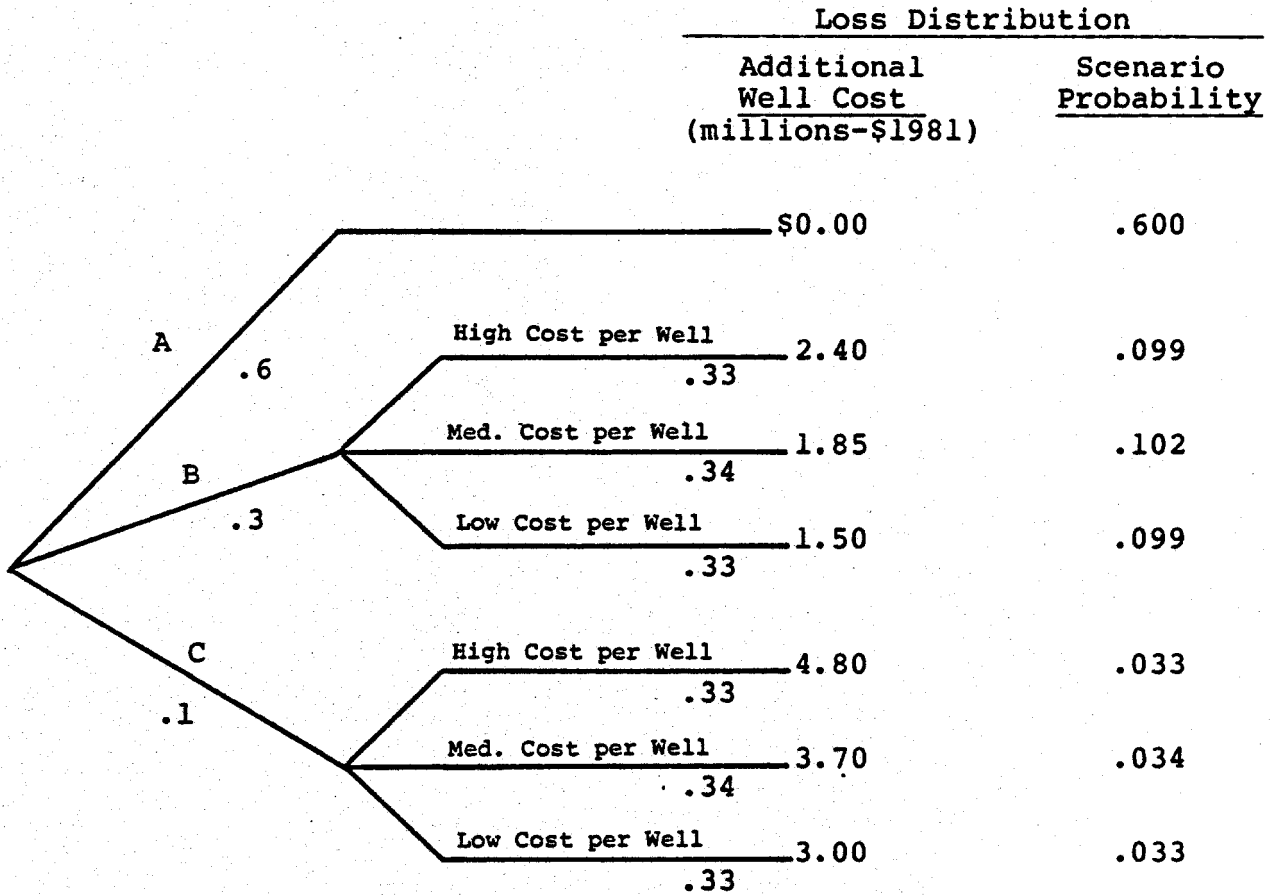 Loss Distribution
Additional Scenario
Well Cost Probability
(millions-$1981)
$0.00 .600
A
.6
High Cost per Well 2.40 .099
.33
Med. Cost per Well 1.85 .102
.34
B
.3
Low Cost per Well 1.50 .099
.33
C
.1
High Cost per Well 4.80 .033
.33
Med. Cost per Well 3.70 .034
.34
Low Cost per Well 3.00 .033
.33